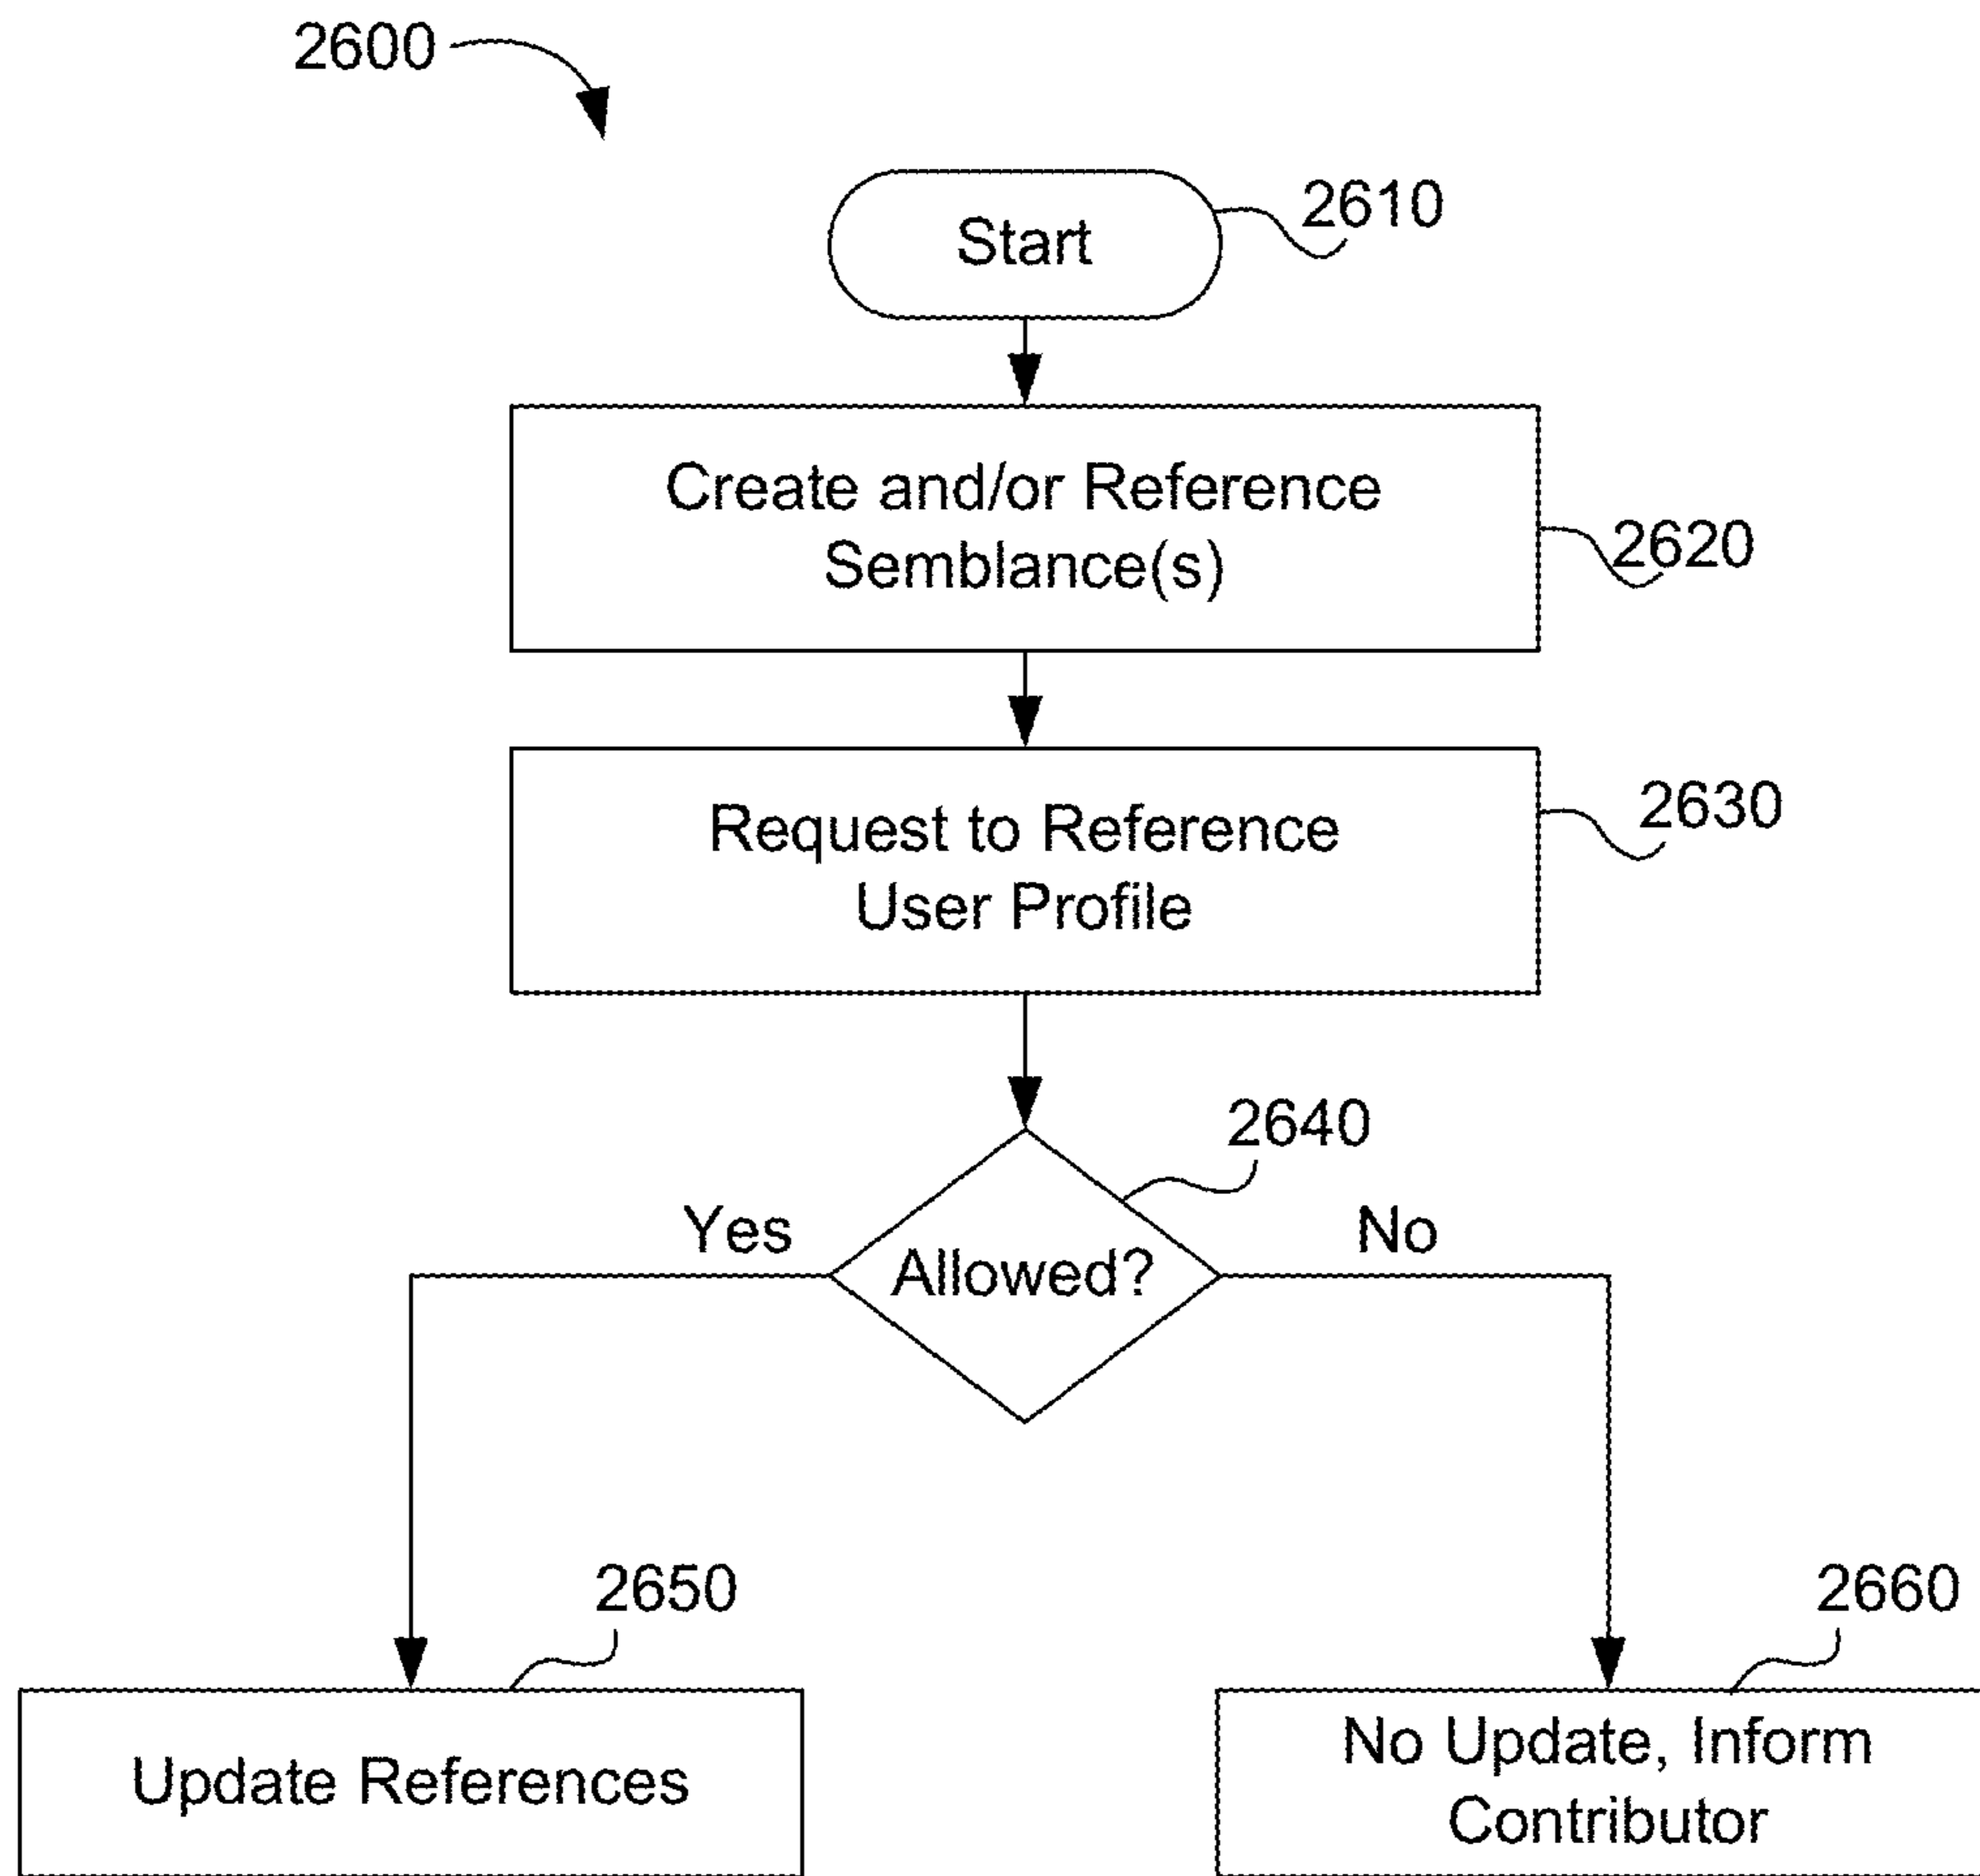 2600
Start
2610
Create and/or Reference
Semblance(s)
2620
Request to Reference
User Profile
2630
2640
Yes
Allowed?
No
2650
2660
Update References
No Update, Inform
Contributor